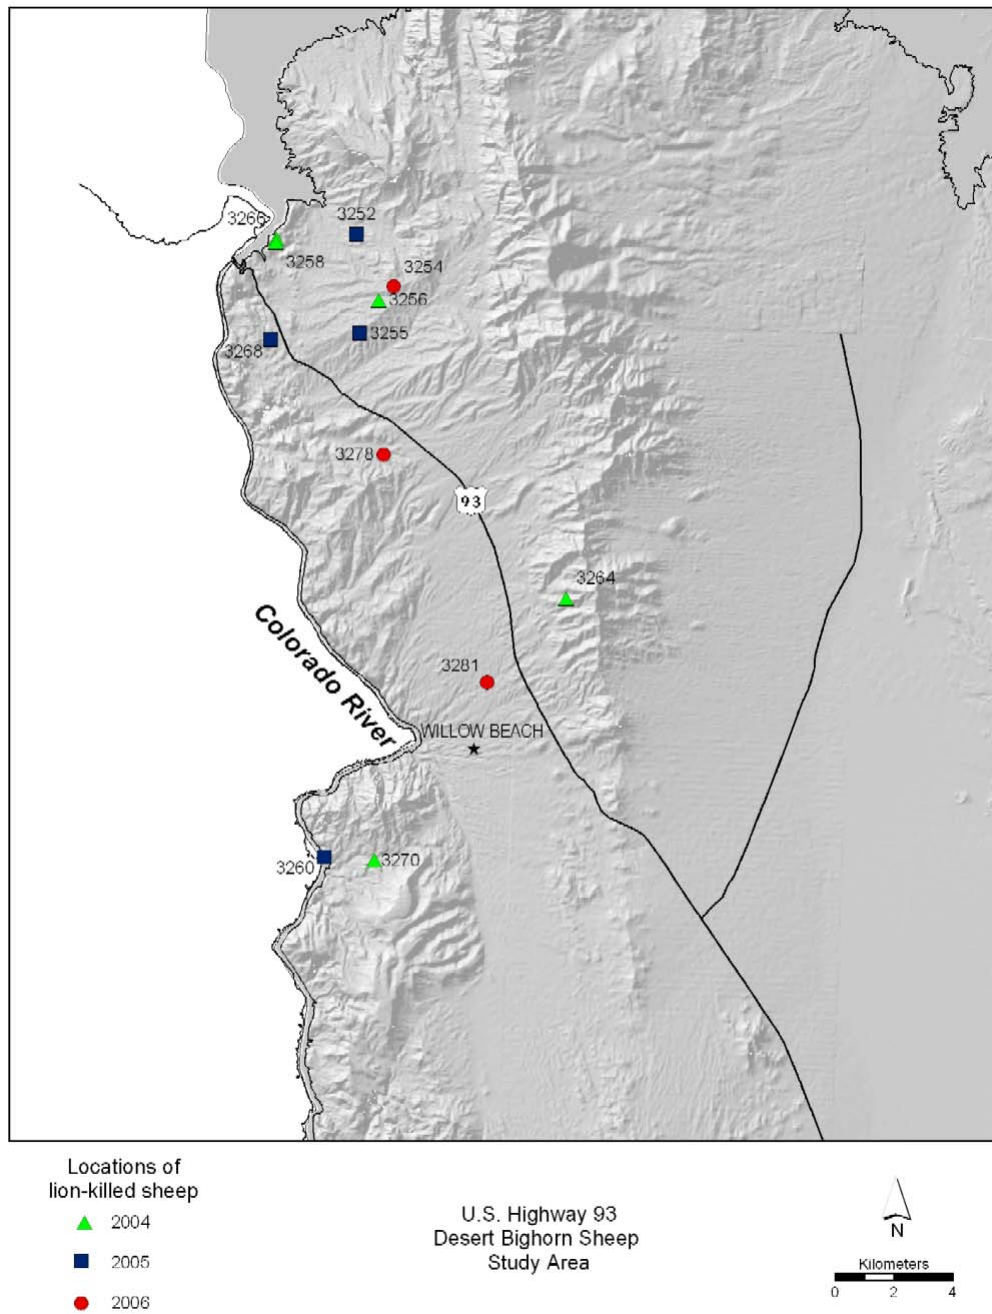 3266
3252
3258
3254
3256
3255
3268
3278
93
3264
Colorado River
3281
WILLOW BEACH
3260
3270
Locations of
lion-killed sheep
2004
2005
2006
U.S. Highway 93
Desert Bighorn Sheep
Study Area
N
Kilometers
0 2 4